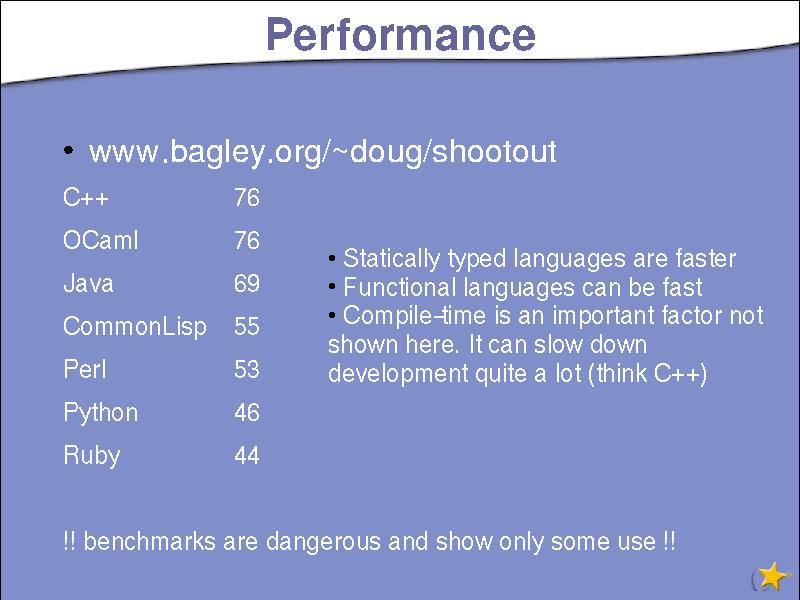 Performance
• www.bagley.org/~doug/shootout
C++ 76
OCaml 76
Java 69
CommonLisp 55
Perl 53
Python 46
Ruby 44
• Statically typed languages are faster
• Functional languages can be fast
• Compile-time is an important factor not
shown here. It can slow down
development quite a lot (think C++)
!! benchmarks are dangerous and show only some use !!